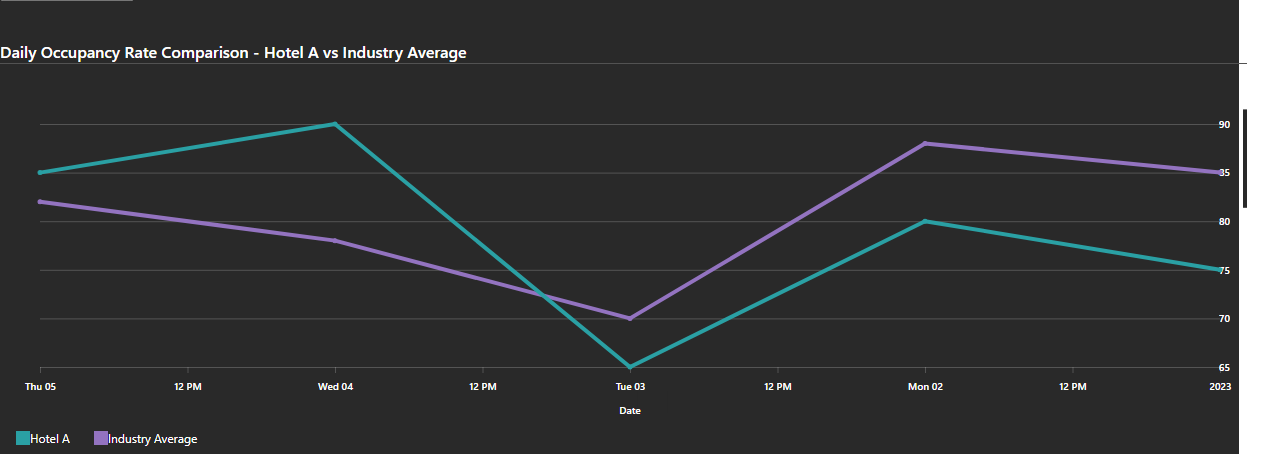 Daily Occupancy Rate Comparison - Hotel A vs Industry Average
90
85
80
75
70
65
Thu 05 12 PM Wed 04 12 PM Tue 03 12 PM Mon 02 12 PM 2023
Date
Hotel A Industry Average